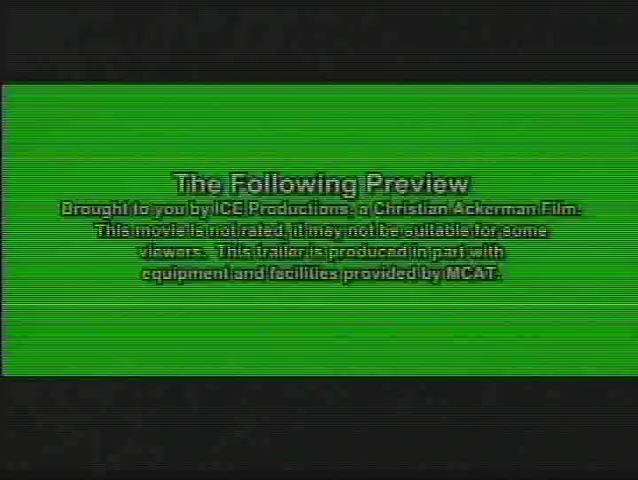 The Following Preview
Brought to you by ICE Productions, a Christian Ackerman Film.
This movie is not rated, it may not be suitable for some
viewers. This trailer is produced in part with
equipment and facilities provided by MCAT.